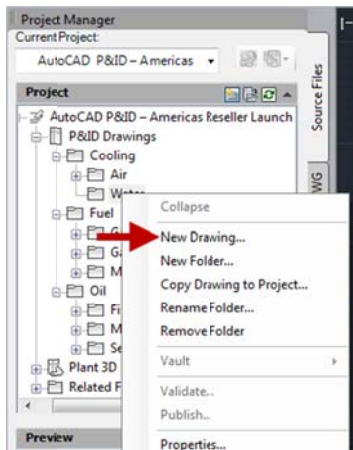 Project Manager
Current Project:
AutoCAD P&ID – Americas
Project
AutoCAD P&ID – Americas Reseller Launch
P&ID Drawings
Cooling
Air
Water
Collapse
Fuel
New Drawing...
New Folder...
Copy Drawing to Project...
Oil
Rename Folder...
Remove Folder
Plant 3D
Vault
Related F
Validate..
Publish..
Preview
Properties...
Source Files